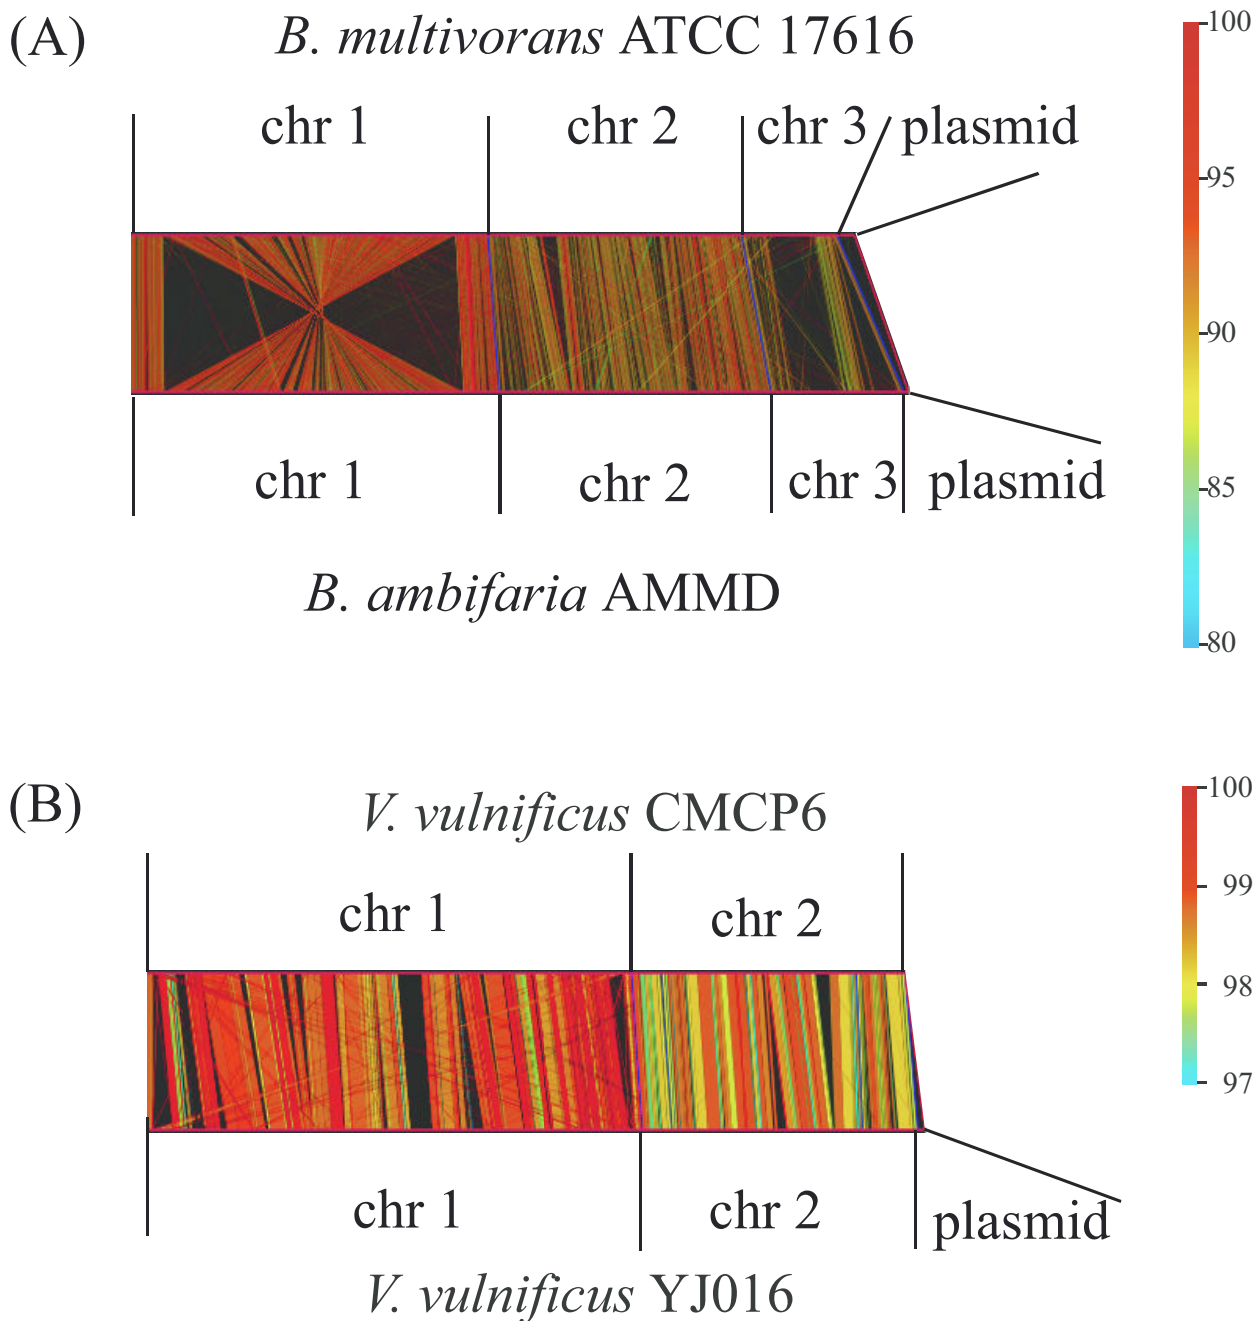 (A)
B. multivorans ATCC 17616
chr 1 chr 2 chr 3 plasmid
chr 1 chr 2 chr 3 plasmid
B. ambifaria AMMD
100
95
90
85
80
(B)
V. vulnificus CMCP6
chr 1 chr 2
chr 1 chr 2 plasmid
V. vulnificus YJ016
100
99
98
97